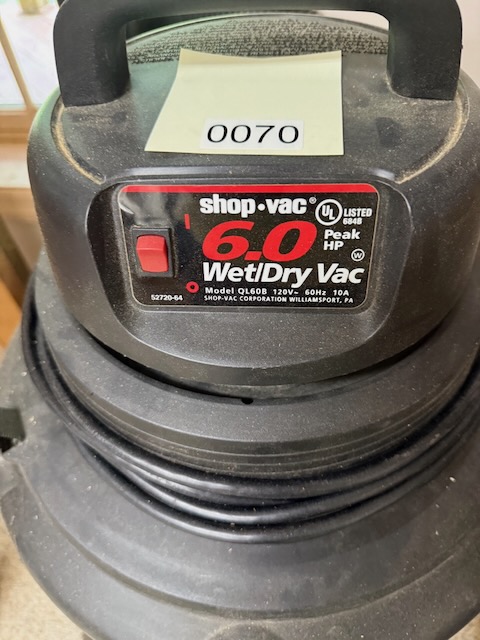 0070
shop·vac®
UL LISTED
684B
6.0 Peak
HP
W
Wet/Dry Vac
Model QL60B 120V~ 60Hz 10A
52720-64 SHOP-VAC CORPORATION WILLIAMSPORT, PA